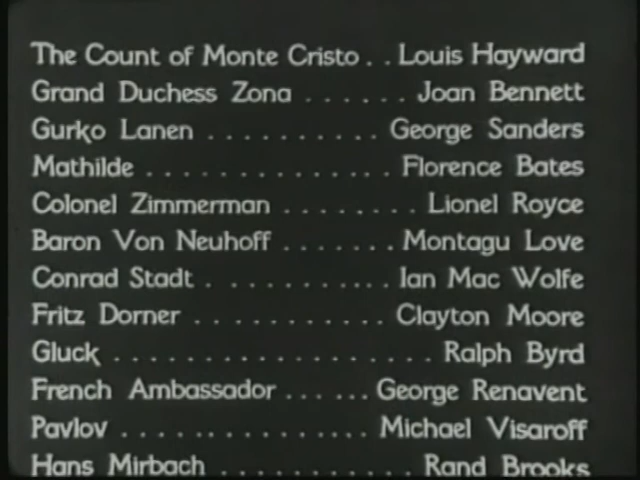 The Count of Monte Cristo . . Louis Hayward
Grand Duchess Zona . . . . . . Joan Bennett
Gurko Lanen . . . . . . . . . . George Sanders
Mathilde . . . . . . . . . . . . . . Florence Bates
Colonel Zimmerman . . . . . . . . Lionel Royce
Baron Von Neuhoff . . . . . . . Montagu Love
Conrad Stadt . . . . . . . . . . . Ian Mac Wolfe
Fritz Dorner . . . . . . . . . . . Clayton Moore
Gluck . . . . . . . . . . . . . . . . . . Ralph Byrd
French Ambassador . . . . . . George Renavent
Pavlov . . . . . . . . . . . . . . . Michael Visaroff
Hans Mirbach . . . . . . . . . . . Rand Brooks